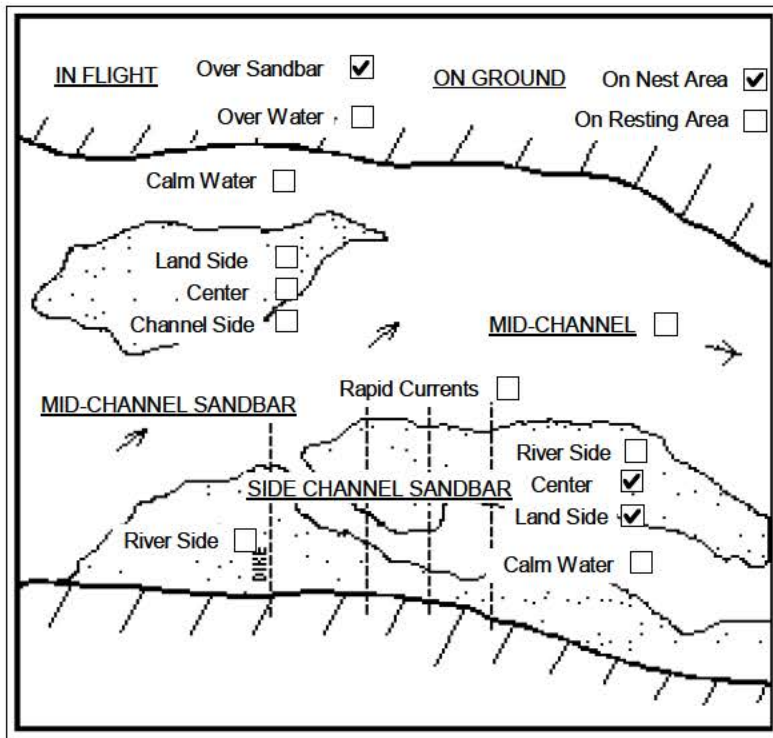 IN FLIGHT
Over Sandbar
Over Water
ON GROUND
On Nest Area
On Resting Area
Calm Water
Land Side
Center
Channel Side
MID-CHANNEL
MID-CHANNEL SANDBAR
Rapid Currents
River Side
SIDE CHANNEL SANDBAR
Center
Land Side
River Side
DIKE
Calm Water